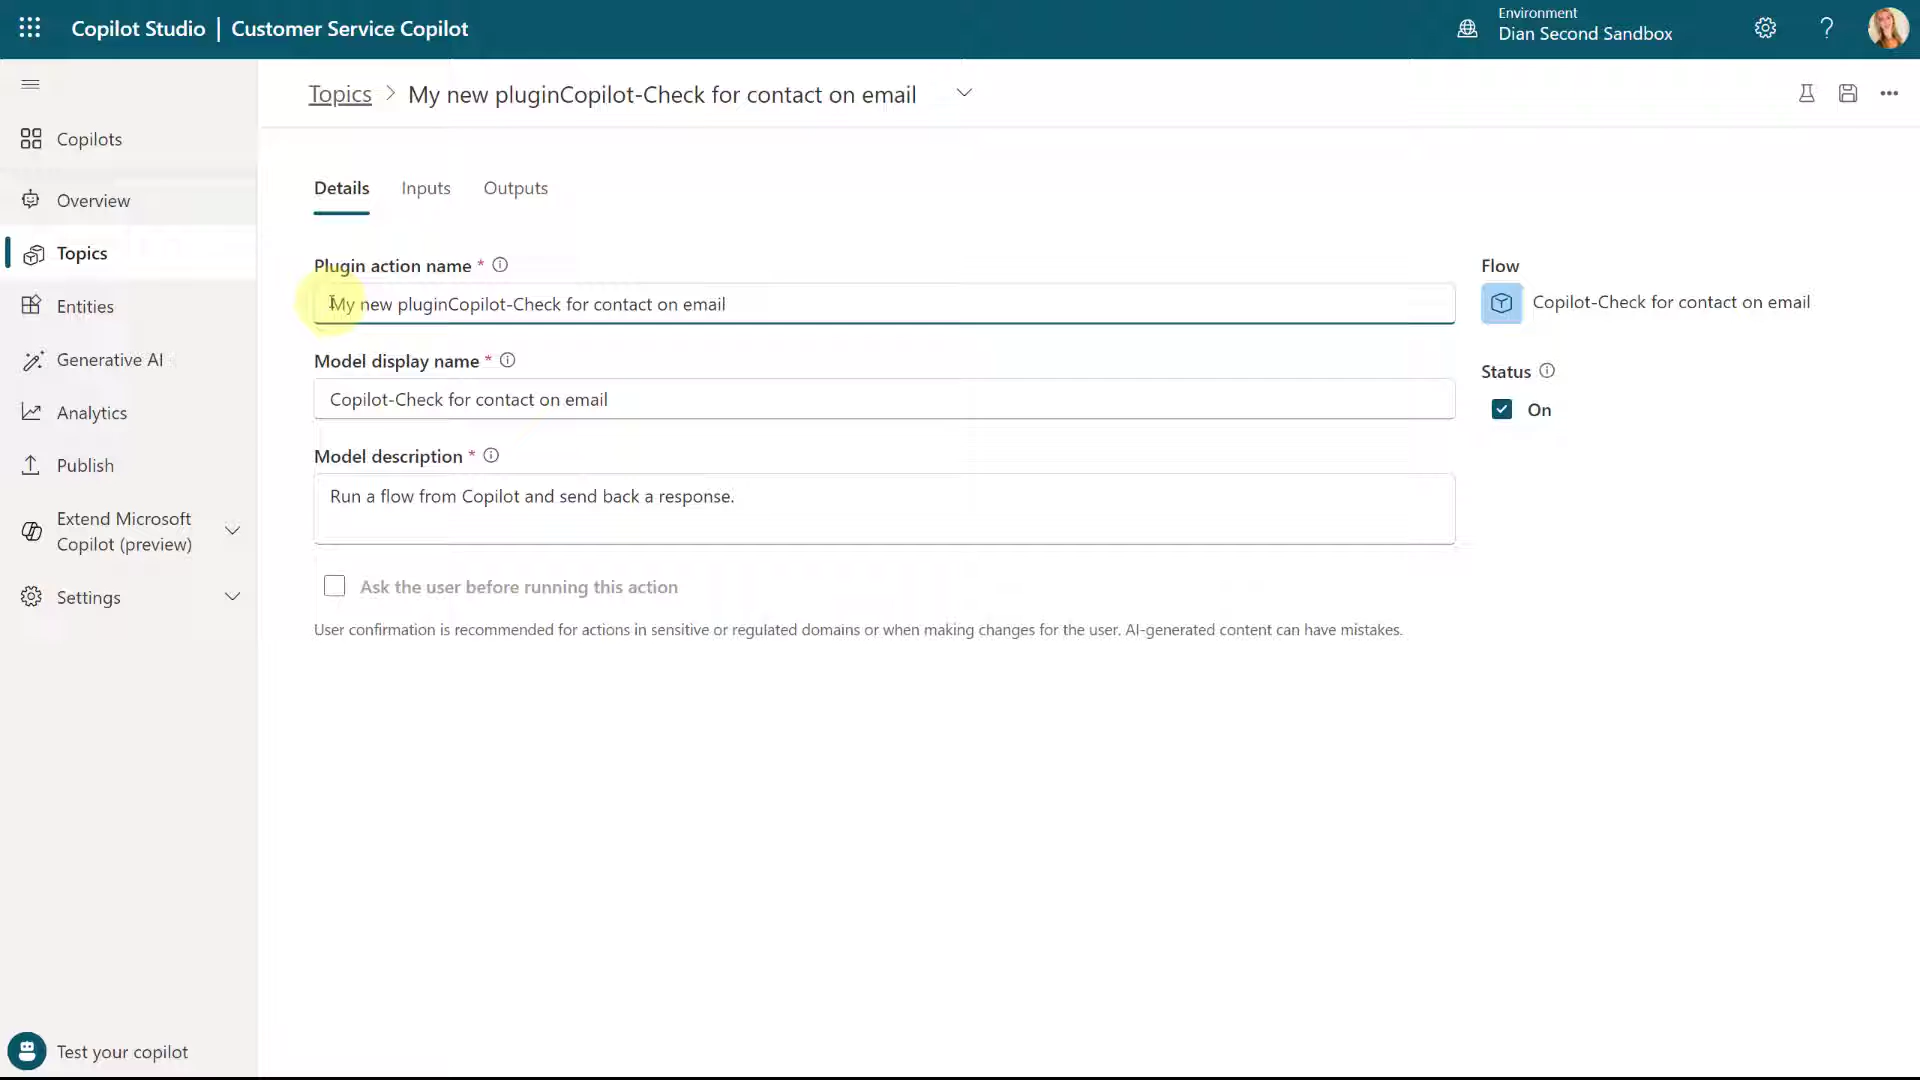 Copilot Studio | Customer Service Copilot
Environment
Dian Second Sandbox
Topics > My new pluginCopilot-Check for contact on email
Copilots
Overview
Topics
Entities
Generative AI
Analytics
Publish
Extend Microsoft
Copilot (preview)
Settings
Test your copilot
Details Inputs Outputs
Plugin action name *
My new pluginCopilot-Check for contact on email
Model display name *
Copilot-Check for contact on email
Model description *
Run a flow from Copilot and send back a response.
Ask the user before running this action
User confirmation is recommended for actions in sensitive or regulated domains or when making changes for the user. AI-generated content can have mistakes.
Flow
Copilot-Check for contact on email
Status
On